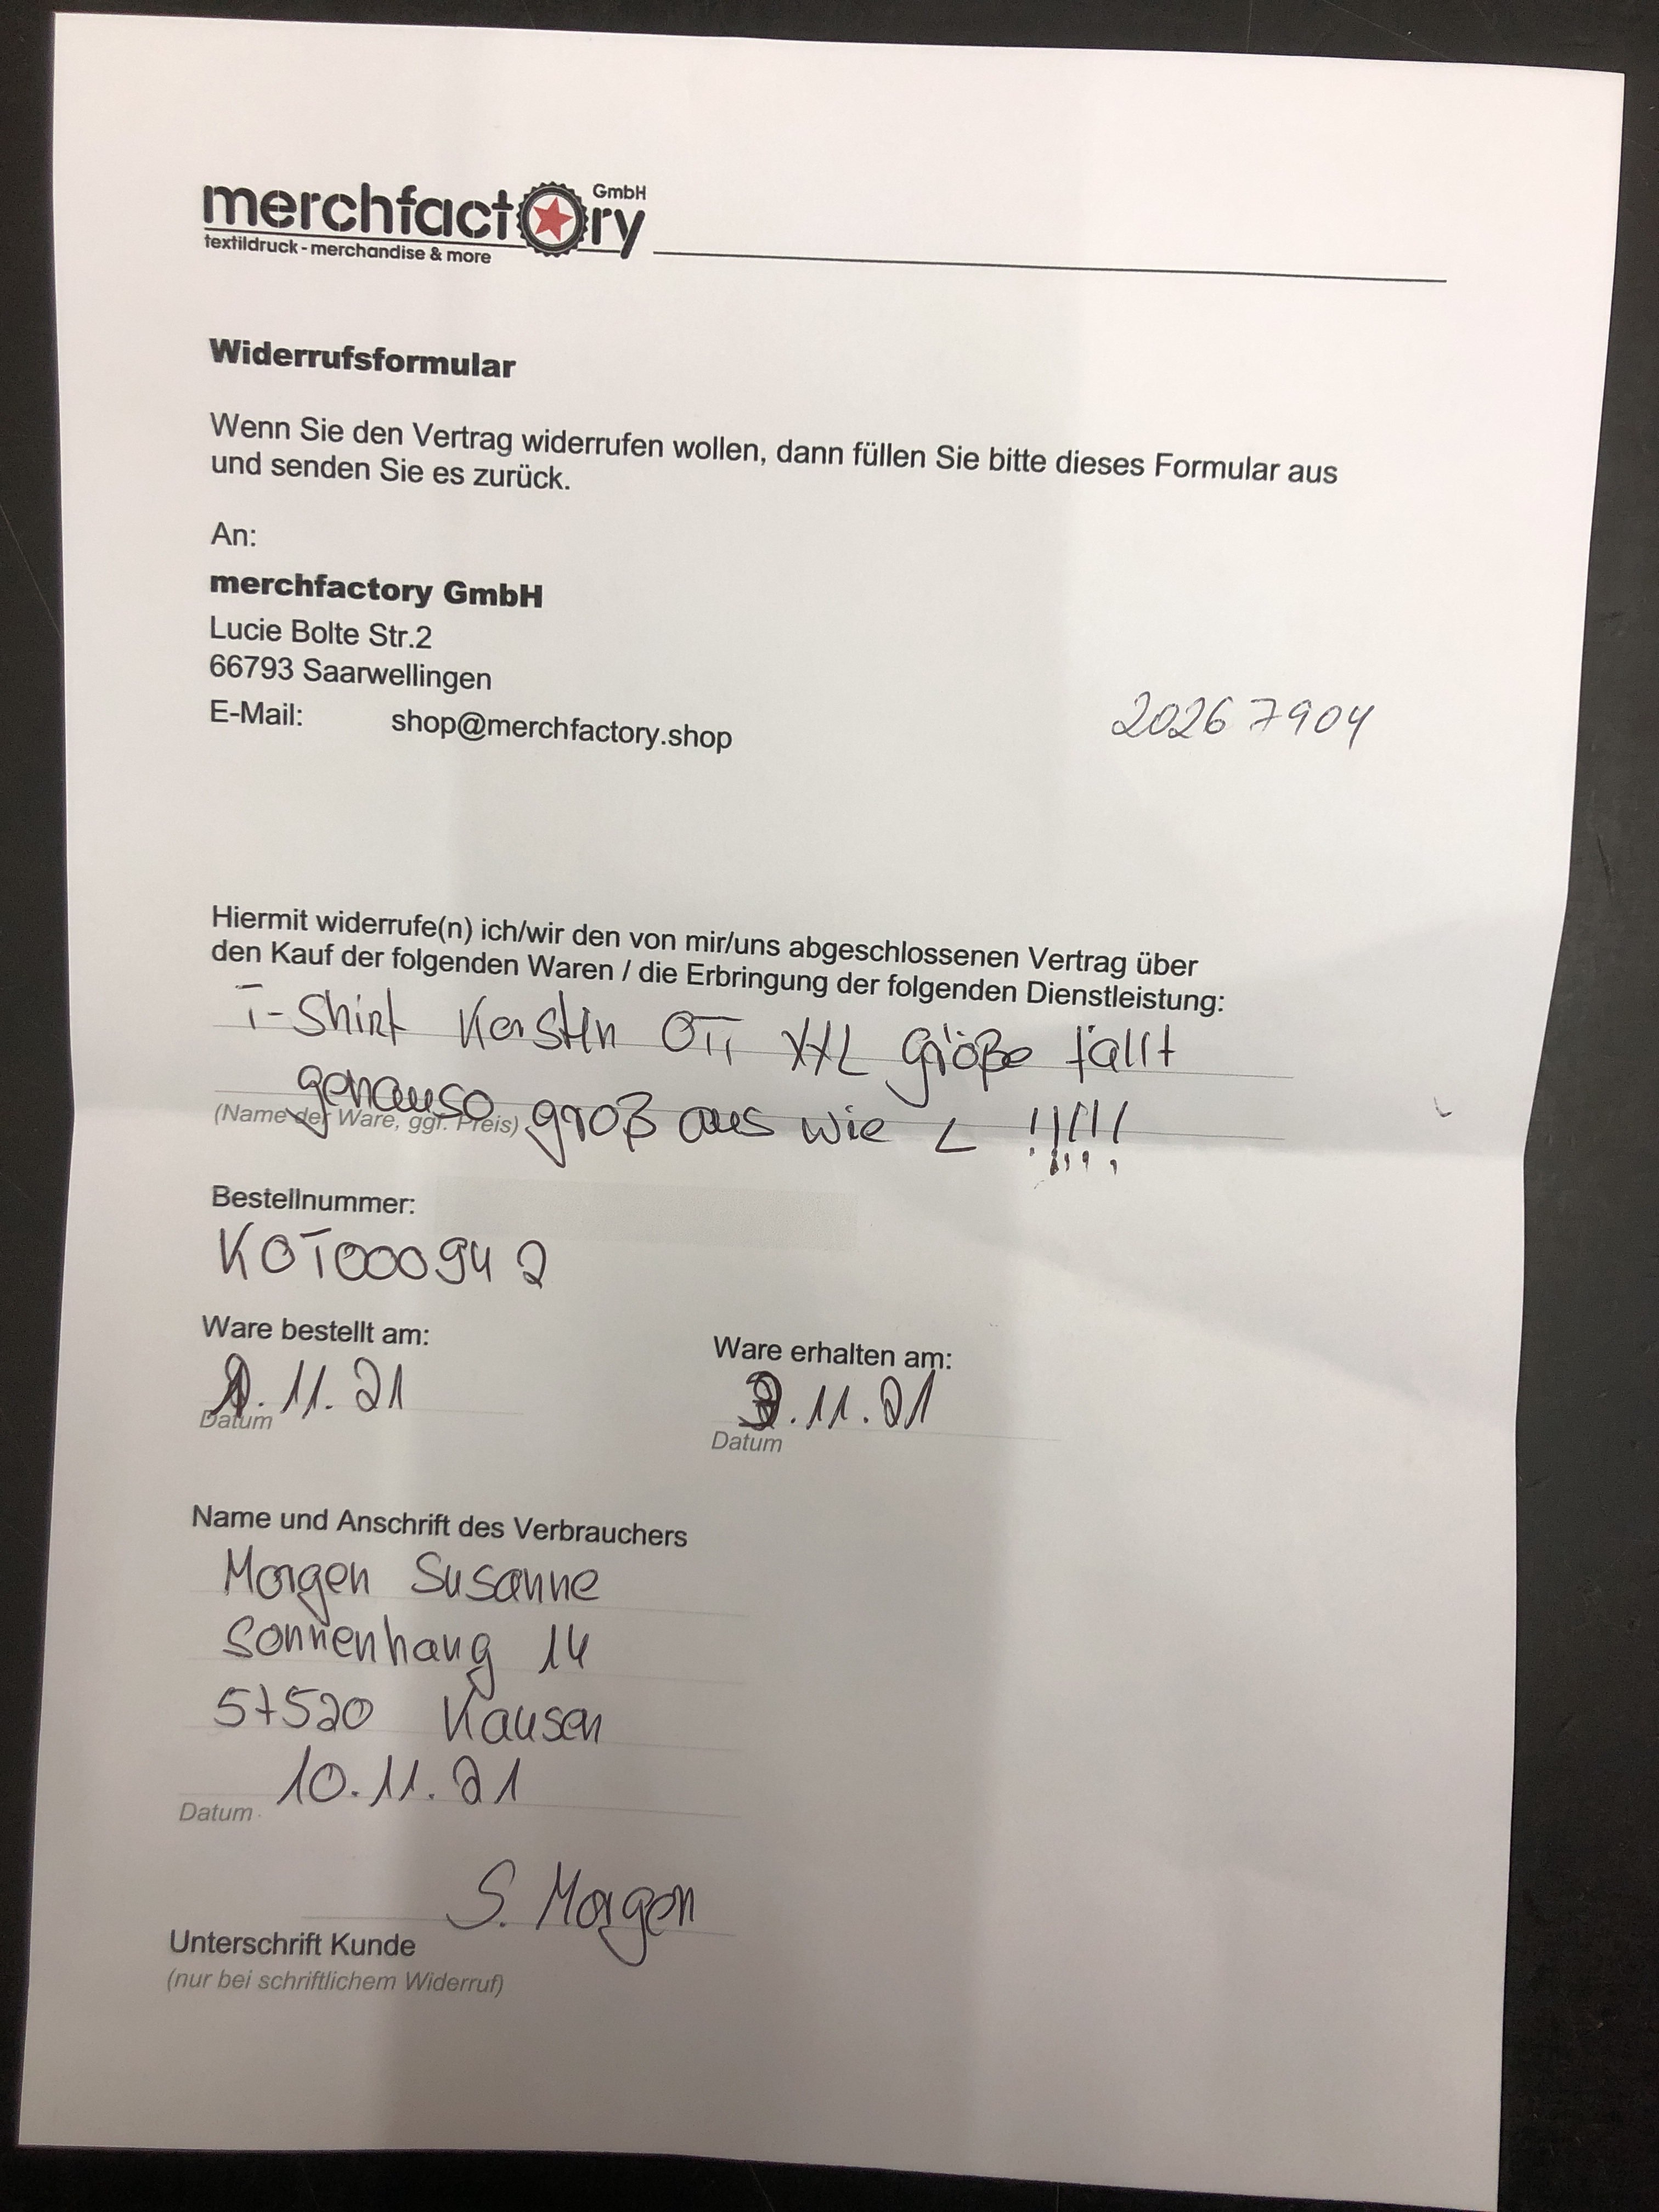 merchfactory GmbH
textildruck - merchandise & more
Widerrufsformular
Wenn Sie den Vertrag widerrufen wollen, dann füllen Sie bitte dieses Formular aus
und senden Sie es zurück.
An:
merchfactory GmbH
Lucie Bolte Str.2
66793 Saarwellingen
E-Mail: shop@merchfactory.shop
20267904
Hiermit widerrufe(n) ich/wir den von mir/uns abgeschlossenen Vertrag über
den Kauf der folgenden Waren / die Erbringung der folgenden Dienstleistung:
T-Shirt Kerstin Ott XXL Größe fällt
genauso groß aus wie L !!!!!
(Name der Ware, ggf. Preis)
Bestellnummer:
KOT000942
Ware bestellt am: Ware erhalten am:
.11.21 .11.21
Datum Datum
Name und Anschrift des Verbrauchers
Morgen Susanne
Sonnenhang 14
57520 Kausen
10.11.21
Datum
S. Morgen
Unterschrift Kunde
(nur bei schriftlichem Widerruf)